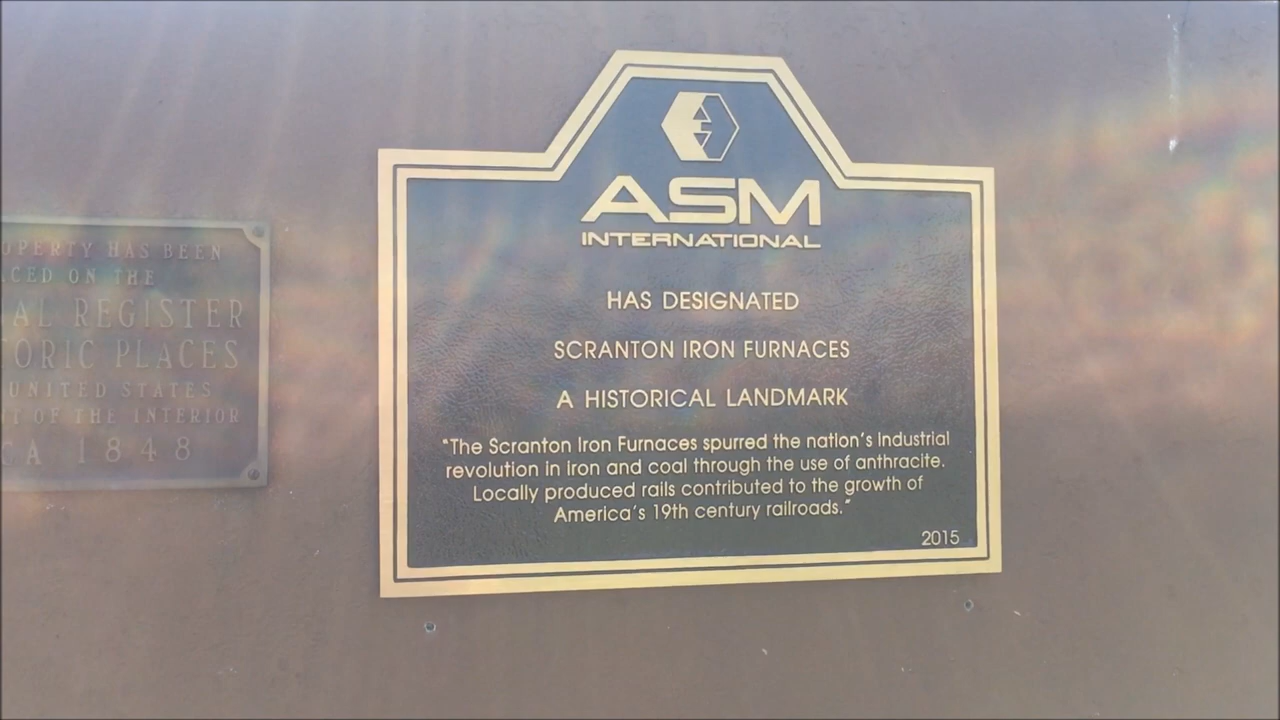 OPERTY HAS BEEN
CED ON THE
AL REGISTER
ORIC PLACES
UNITED STATES
T OF THE INTERIOR
CA 1848
ASM
INTERNATIONAL
HAS DESIGNATED
SCRANTON IRON FURNACES
A HISTORICAL LANDMARK
"The Scranton Iron Furnaces spurred the nation's industrial
revolution in iron and coal through the use of anthracite.
Locally produced rails contributed to the growth of
America's 19th century railroads."
2015